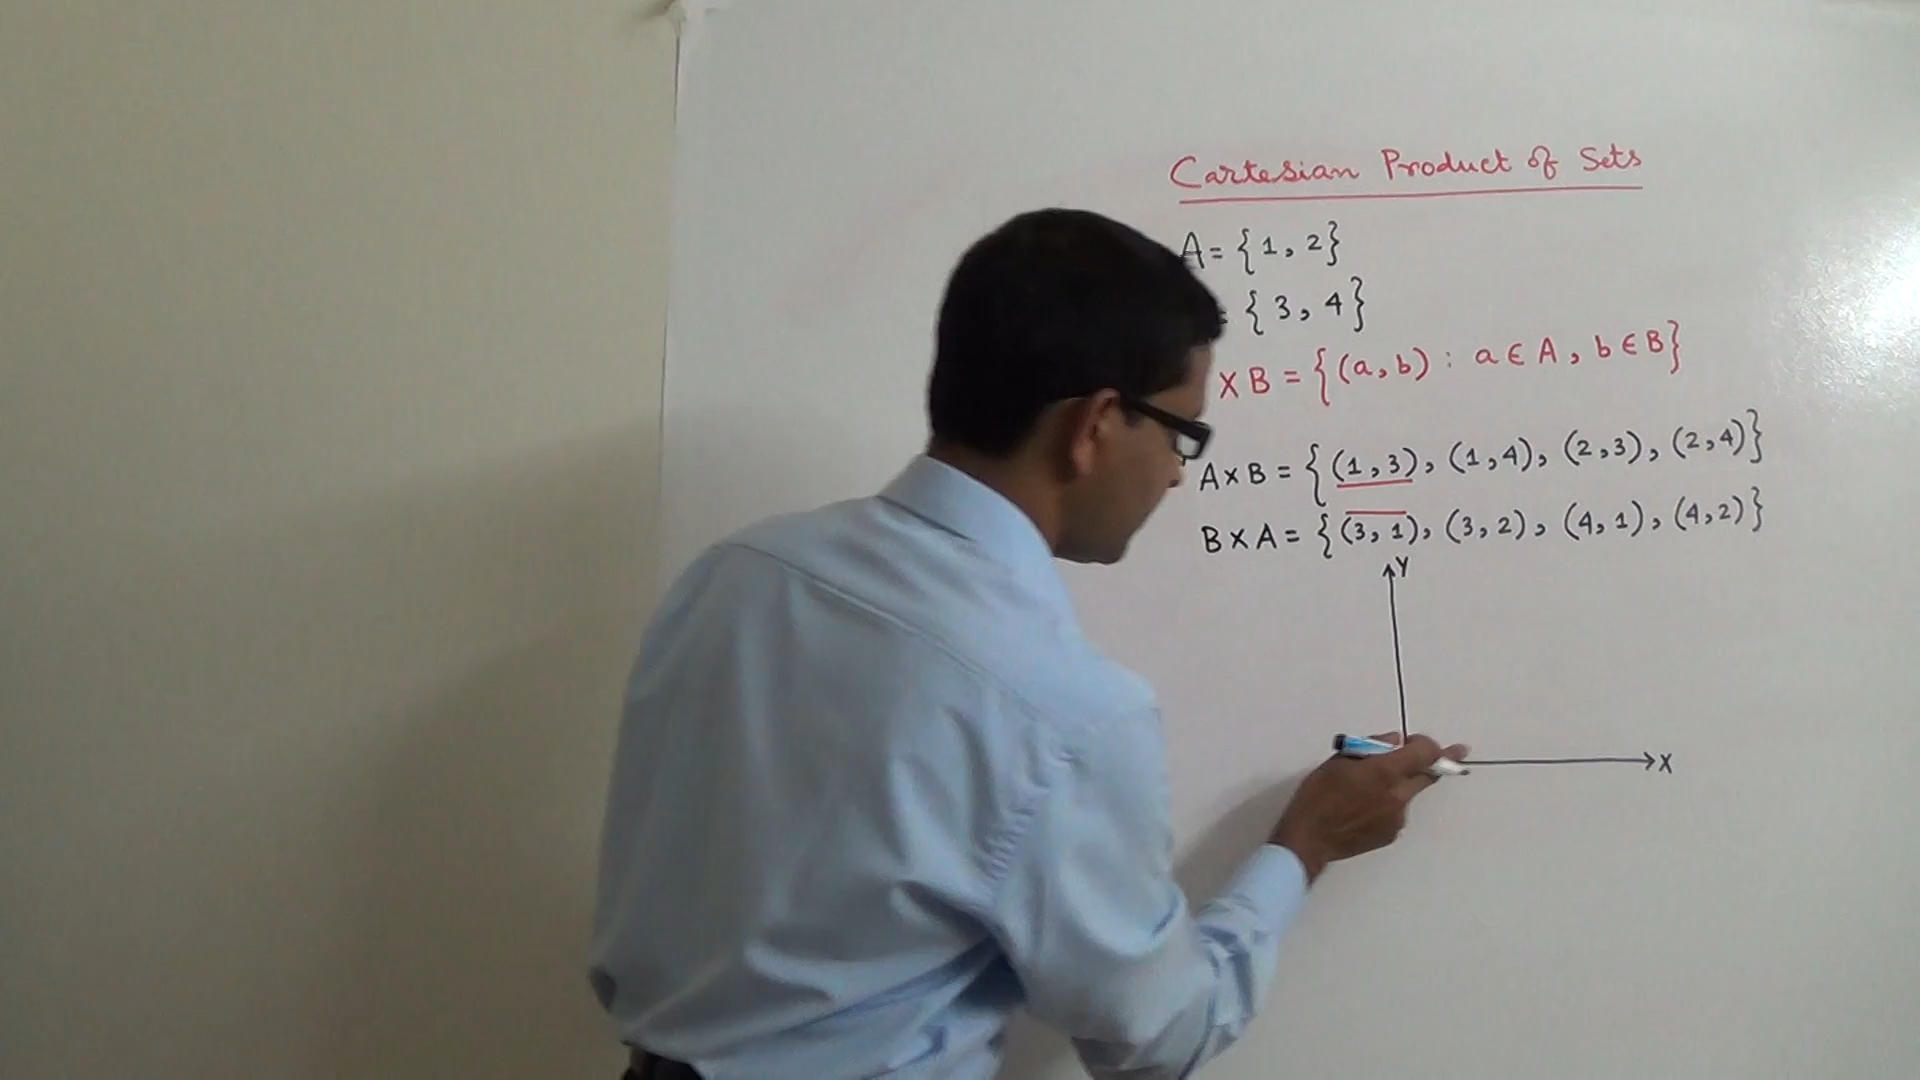 Cartesian Product of Sets
A = {1, 2}
= {3, 4}
X B = {(a, b) : a ∈ A, b ∈ B}
A X B = {(1, 3), (1, 4), (2, 3), (2, 4)}
B X A = {(3, 1), (3, 2), (4, 1), (4, 2)}
Y
X